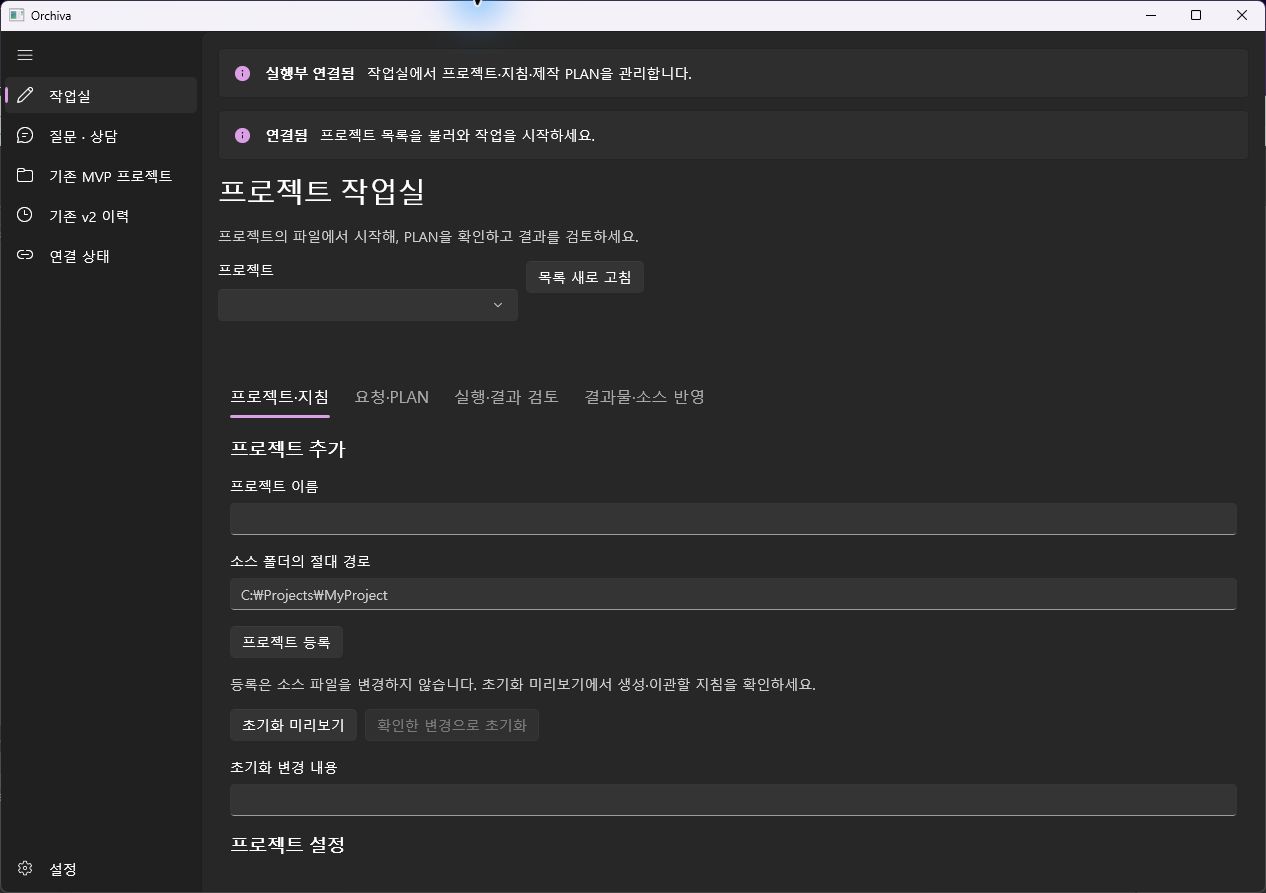 Orchiva
작업실
질문 · 상담
기존 MVP 프로젝트
기존 v2 이력
연결 상태
설정
실행부 연결됨 작업실에서 프로젝트·지침·제작 PLAN을 관리합니다.
연결됨 프로젝트 목록을 불러와 작업을 시작하세요.
프로젝트 작업실
프로젝트의 파일에서 시작해, PLAN을 확인하고 결과를 검토하세요.
프로젝트
목록 새로 고침
프로젝트·지침 요청·PLAN 실행·결과 검토 결과물·소스 반영
프로젝트 추가
프로젝트 이름
소스 폴더의 절대 경로
C:₩Projects₩MyProject
프로젝트 등록
등록은 소스 파일을 변경하지 않습니다. 초기화 미리보기에서 생성·이관할 지침을 확인하세요.
초기화 미리보기 확인한 변경으로 초기화
초기화 변경 내용
프로젝트 설정